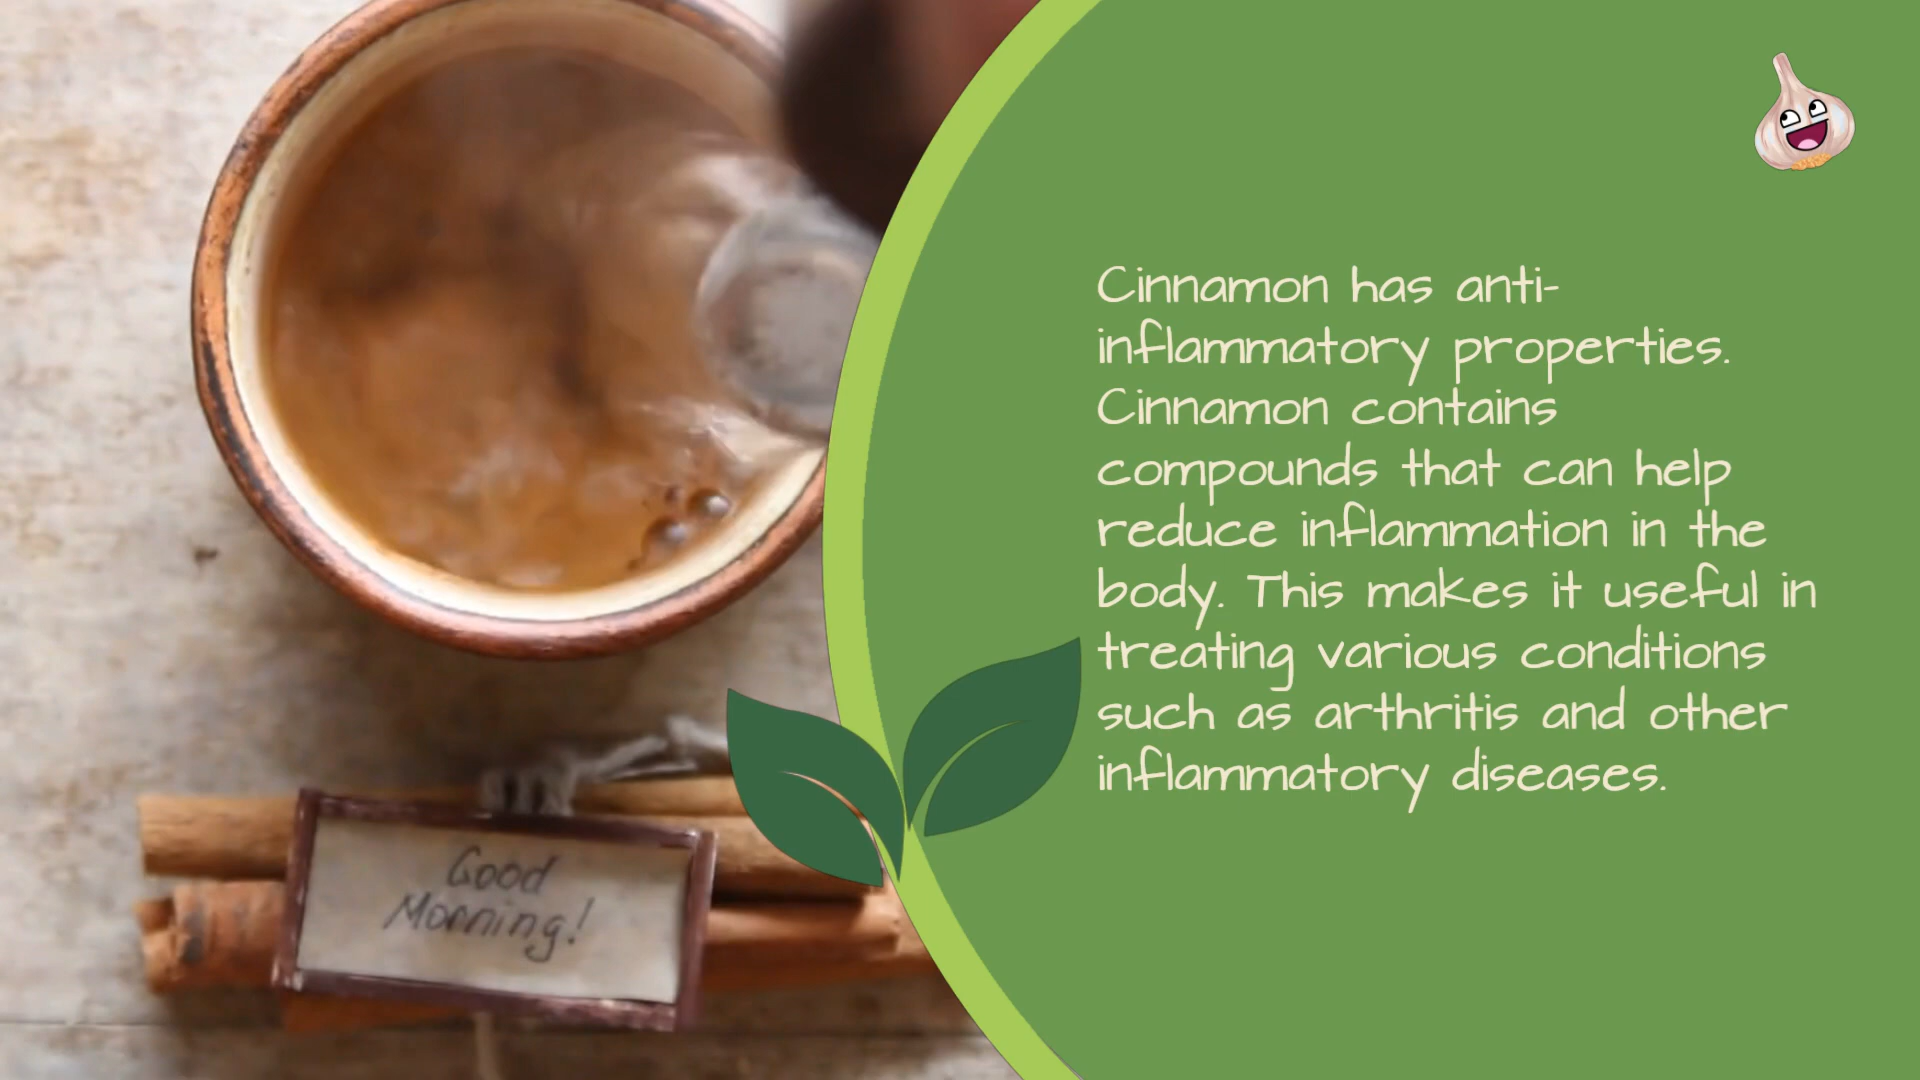 Cinnamon has anti-
inflammatory properties.
Cinnamon contains
compounds that can help
reduce inflammation in the
body. This makes it useful in
treating various conditions
such as arthritis and other
inflammatory diseases.
Good
Morning!